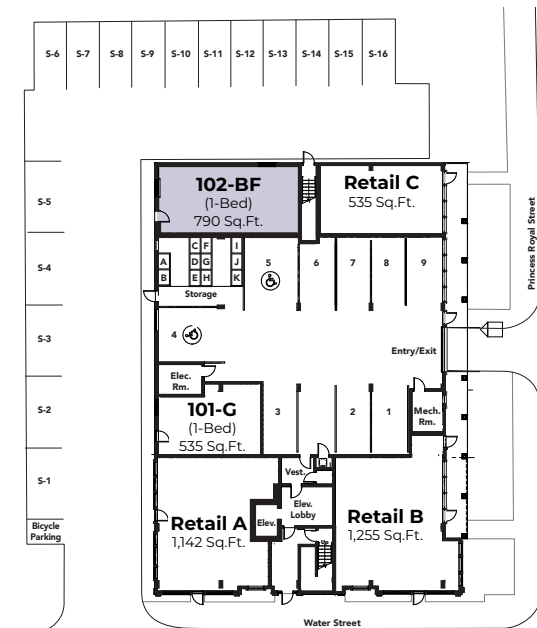 S-6 S-7 S-8 S-9 S-10 S-11 S-12 S-13 S-14 S-15 S-16
S-5
S-4
S-3
S-2
S-1
Bicycle
Parking
102-BF
(1-Bed)
790 Sq.Ft.
Retail C
535 Sq.Ft.
A
B
C F
D G
E H
I
J
K
Storage
5
6
7
8
9
4
Entry/Exit
Elec.
Rm.
101-G
(1-Bed)
535 Sq.Ft.
3
2
1
Mech.
Rm.
Vest.
Elev.
Lobby
Elev.
Up
Retail A
1,142 Sq.Ft.
Retail B
1,255 Sq.Ft.
Princess Royal Street
Water Street